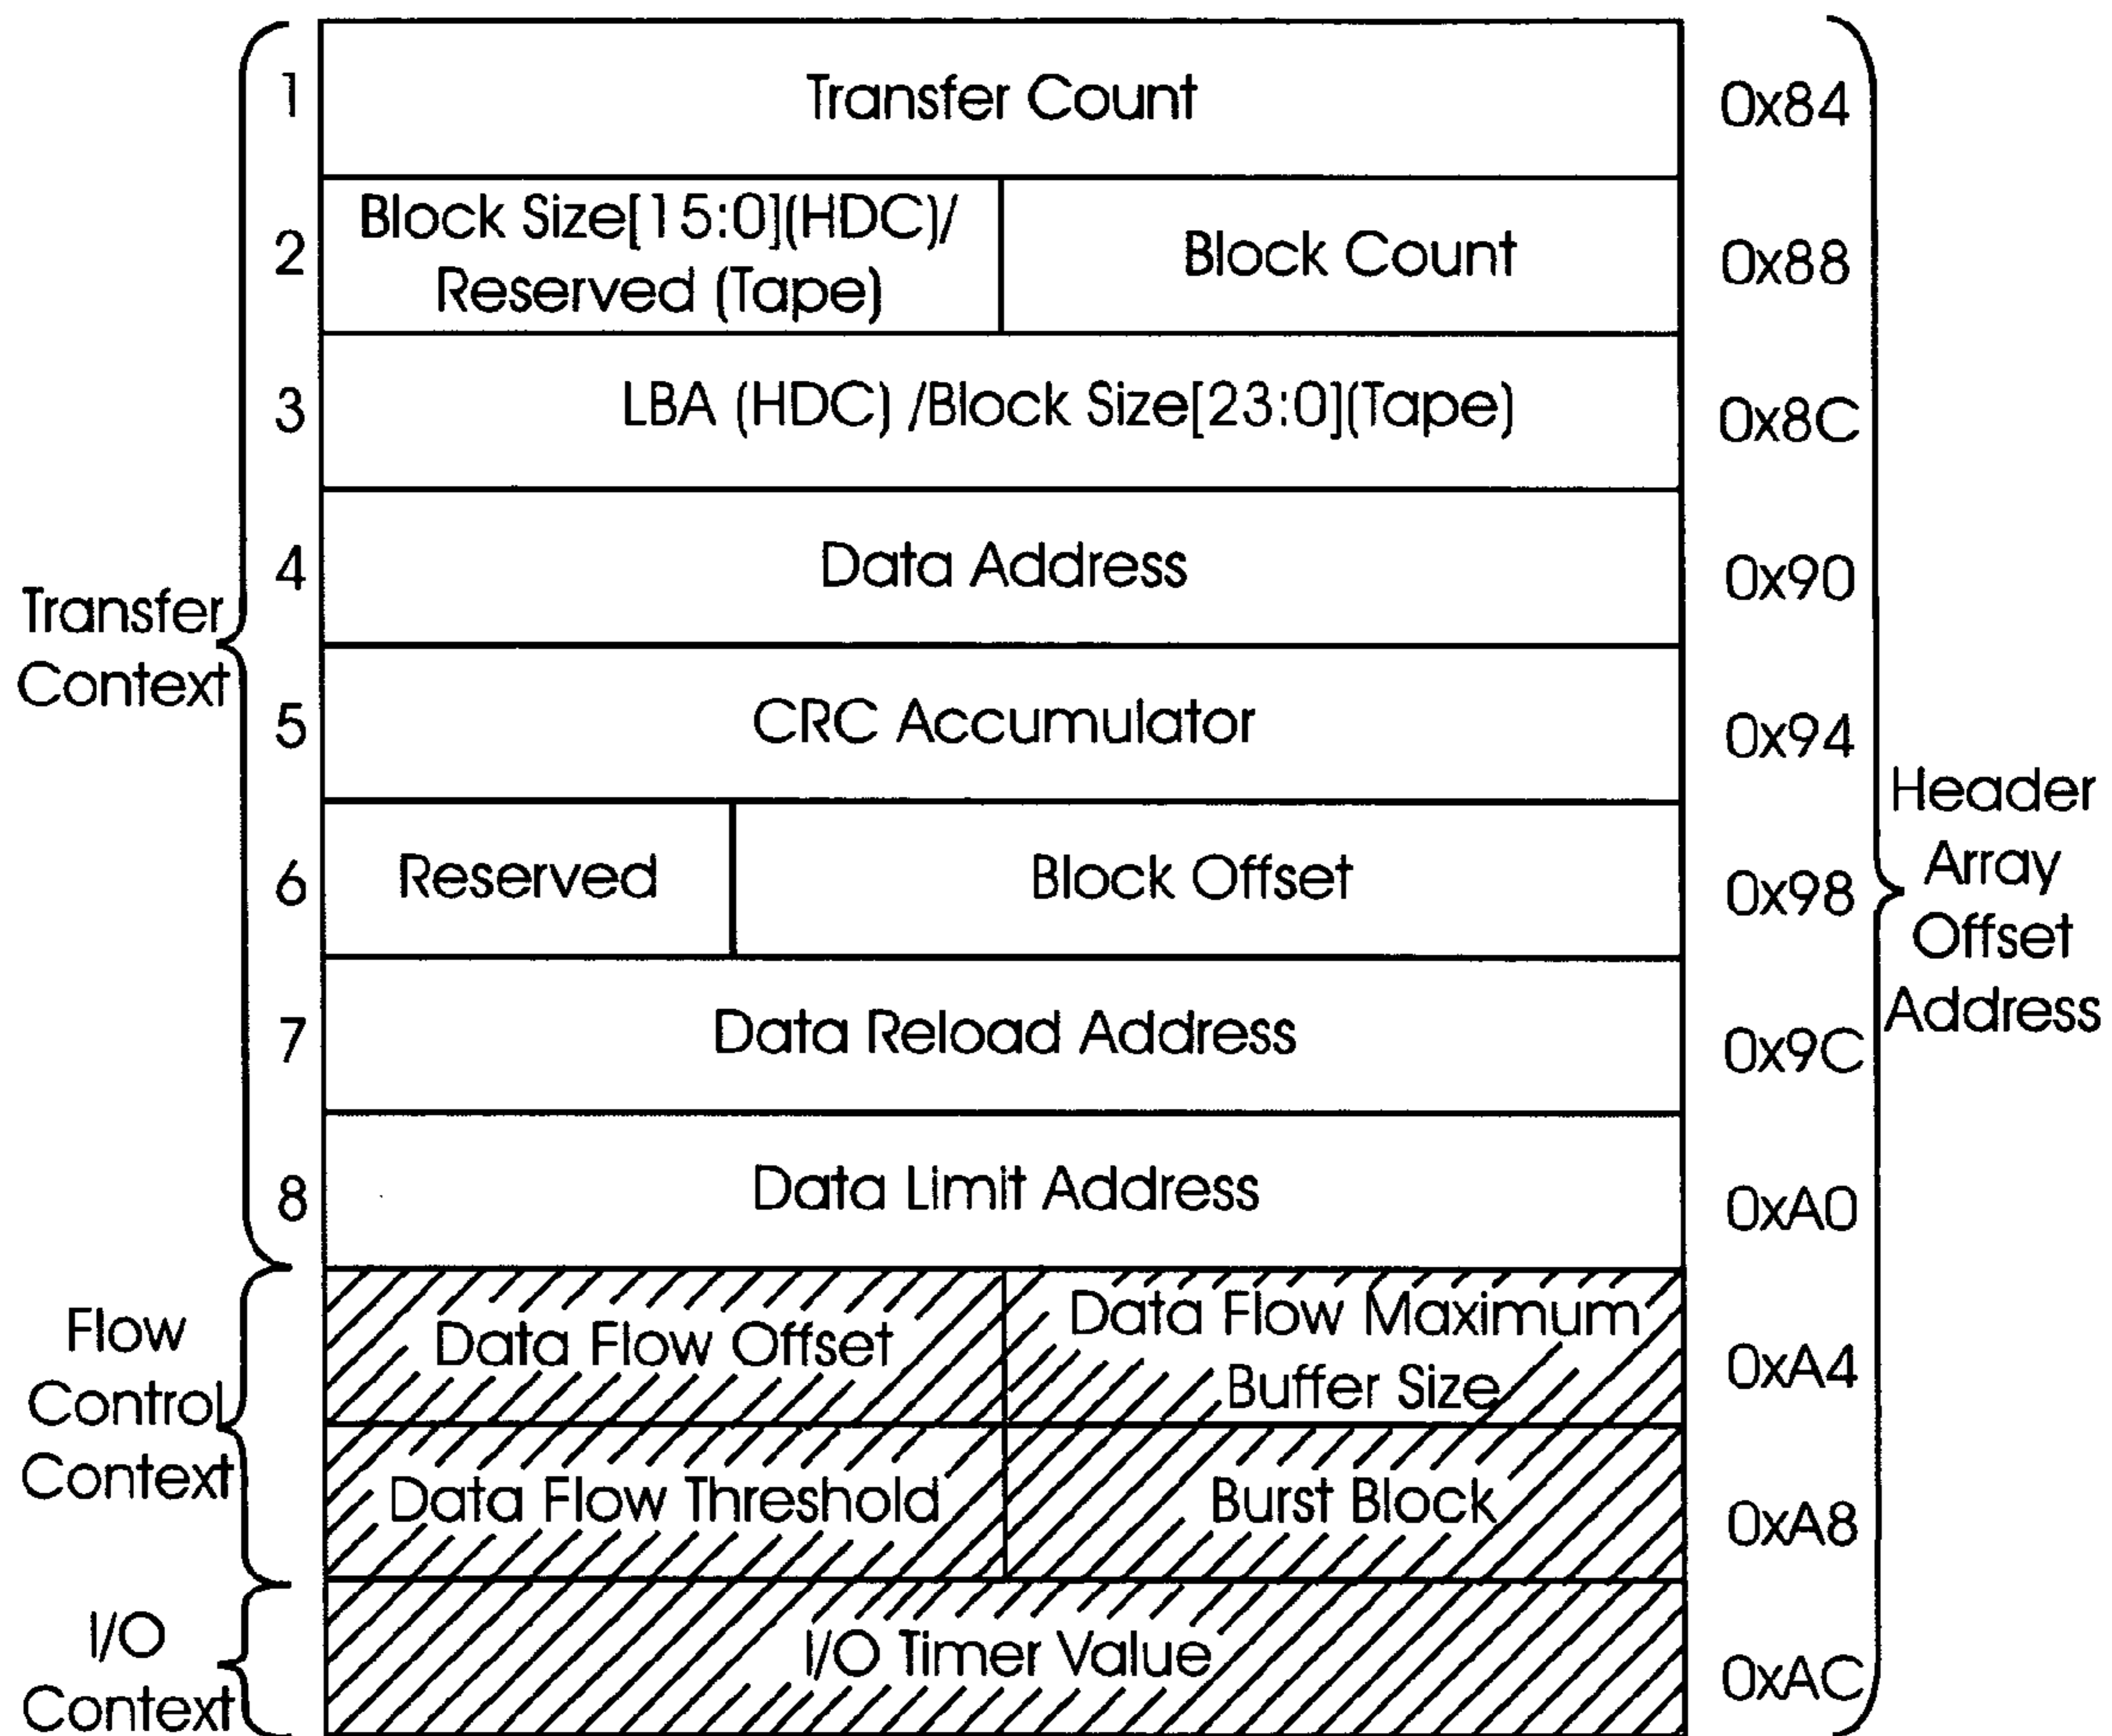 1
Transfer Count
0x84
2
Block Size[15:0](HDC)/
Reserved (Tape)
Block Count
0x88
3
LBA (HDC) /Block Size[23:0](Tape)
0x8C
4
Data Address
0x90
Transfer
Context
5
CRC Accumulator
0x94
6
Reserved
Block Offset
0x98
Header
Array
Offset
Address
7
Data Reload Address
0x9C
8
Data Limit Address
0xA0
Flow
Control
Context
Data Flow Offset
Data Flow Maximum
Buffer Size
0xA4
Data Flow Threshold
Burst Block
0xA8
I/O
Context
I/O Timer Value
0xAC